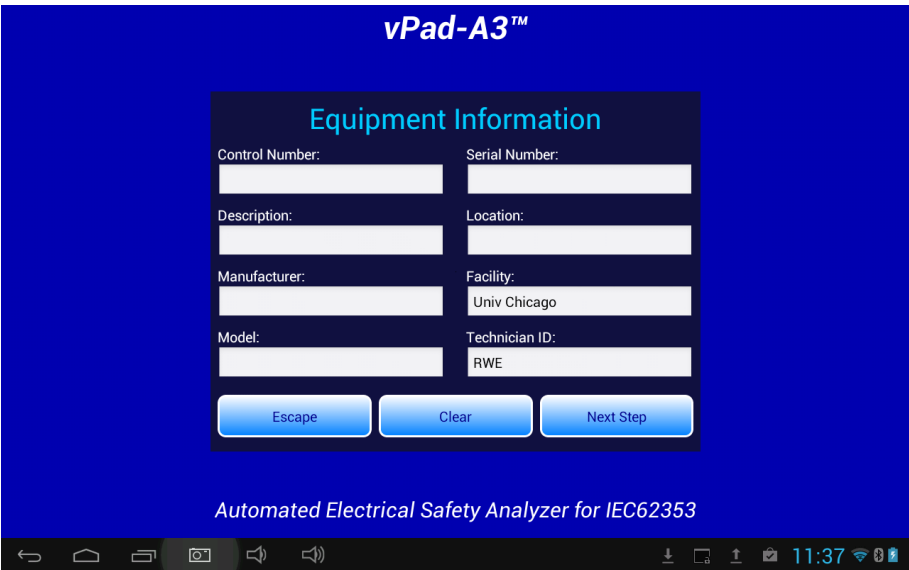 vPad-A3™
Equipment Information
Control Number:
Serial Number:
Description:
Location:
Manufacturer:
Facility:
Univ Chicago
Model:
Technician ID:
RWE
Escape
Clear
Next Step
Automated Electrical Safety Analyzer for IEC62353
11:37